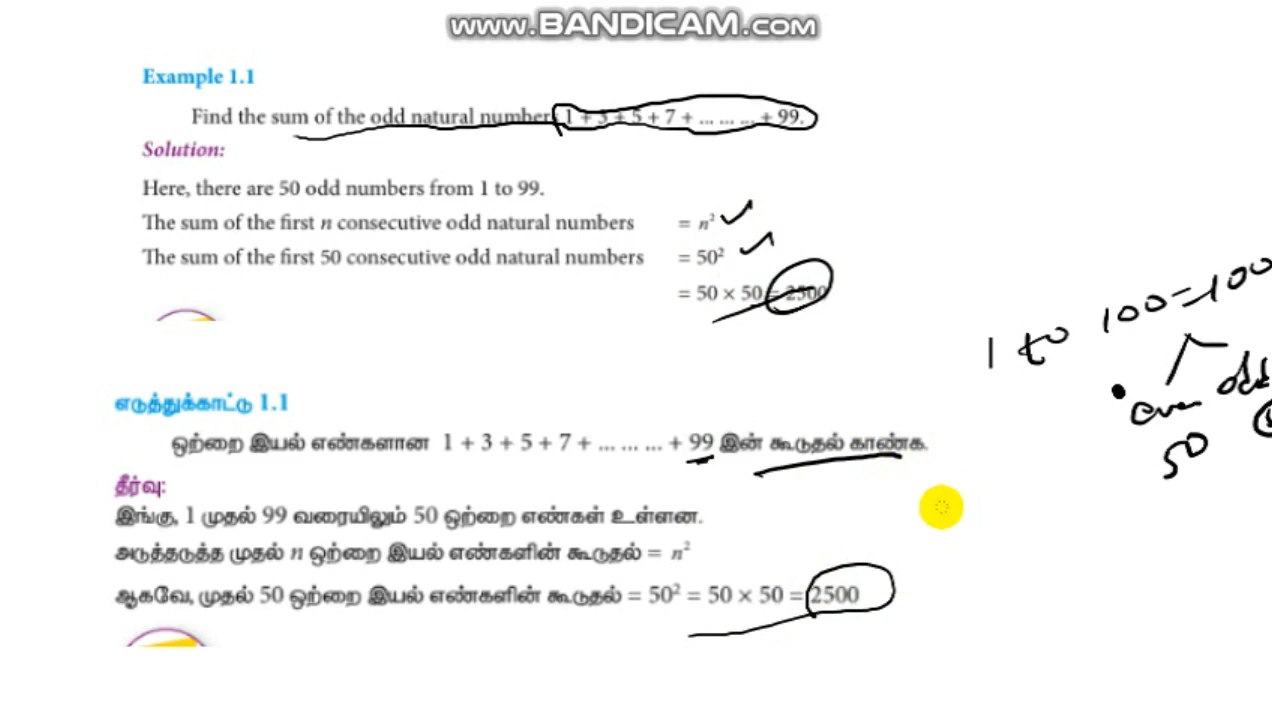 www.BANDICAM.com
Example 1.1
Find the sum of the odd natural numbers 1 + 3 + 5 + 7 + ... ... ... + 99.
Solution:
Here, there are 50 odd numbers from 1 to 99.
The sum of the first n consecutive odd natural numbers = n²
The sum of the first 50 consecutive odd natural numbers = 50²
= 50 × 50 = 2500
1 to 100 = 100
even odd
50
எடுத்துக்காட்டு 1.1
ஒற்றை இயல் எண்களான 1 + 3 + 5 + 7 + ... ... ... + 99 இன் கூடுதல் காண்க.
தீர்வு:
இங்கு, 1 முதல் 99 வரையிலும் 50 ஒற்றை எண்கள் உள்ளன.
அடுத்தடுத்த முதல் n ஒற்றை இயல் எண்களின் கூடுதல் = n²
ஆகவே, முதல் 50 ஒற்றை இயல் எண்களின் கூடுதல் = 50² = 50 × 50 = 2500